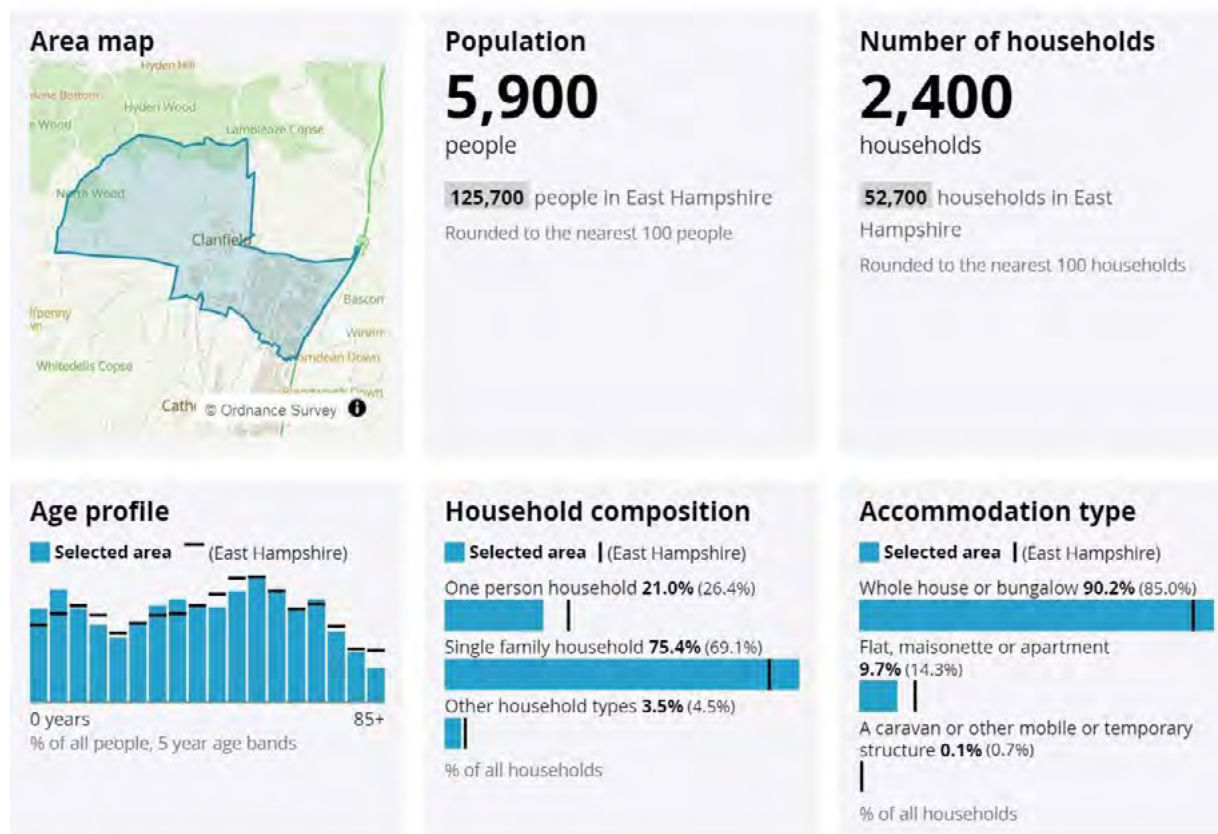 Area map
Hyden Hill
Bottom
Hyden Wood
Wood
Lambleaze Copse
North Wood
Clanfield
Whitedells Copse
Down
© Ordnance Survey
Population
5,900
people
125,700 people in East Hampshire
Rounded to the nearest 100 people
Number of households
2,400
households
52,700 households in East
Hampshire
Rounded to the nearest 100 households
Age profile
Selected area (East Hampshire)
0 years 85+
% of all people, 5 year age bands
Household composition
Selected area (East Hampshire)
One person household 21.0% (26.4%)
Single family household 75.4% (69.1%)
Other household types 3.5% (4.5%)
% of all households
Accommodation type
Selected area (East Hampshire)
Whole house or bungalow 90.2% (85.0%)
Flat, maisonette or apartment
9.7% (14.3%)
A caravan or other mobile or temporary
structure 0.1% (0.7%)
% of all households